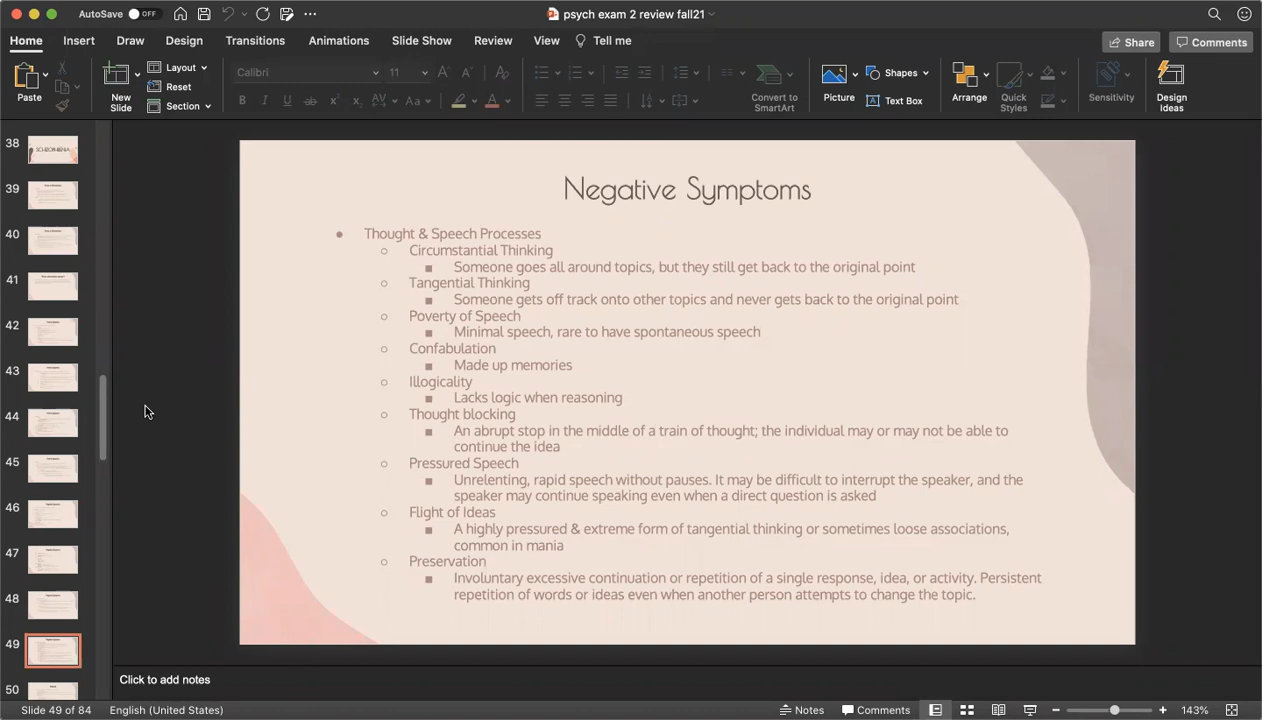 AutoSave OFF psych exam 2 review fall21
Home Insert Draw Design Transitions Animations Slide Show Review View Tell me Share Comments
Paste New Slide Layout Reset Section Calibri 11 Convert to SmartArt Picture Shapes Text Box Arrange Quick Styles Sensitivity Design Ideas
38
39
40
41
42
43
44
45
46
47
48
49
50
Negative Symptoms
Thought & Speech Processes
Circumstantial Thinking
Someone goes all around topics, but they still get back to the original point
Tangential Thinking
Someone gets off track onto other topics and never gets back to the original point
Poverty of Speech
Minimal speech, rare to have spontaneous speech
Confabulation
Made up memories
Illogicality
Lacks logic when reasoning
Thought blocking
An abrupt stop in the middle of a train of thought; the individual may or may not be able to
continue the idea
Pressured Speech
Unrelenting, rapid speech without pauses. It may be difficult to interrupt the speaker, and the
speaker may continue speaking even when a direct question is asked
Flight of Ideas
A highly pressured & extreme form of tangential thinking or sometimes loose associations,
common in mania
Preservation
Involuntary excessive continuation or repetition of a single response, idea, or activity. Persistent
repetition of words or ideas even when another person attempts to change the topic.
Click to add notes
Slide 49 of 84 English (United States) Notes Comments 143%